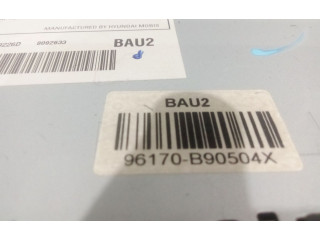 MANUFACTURED BY HYUNDAI MOBIS
BAU2
BAU2
96170-B90504X